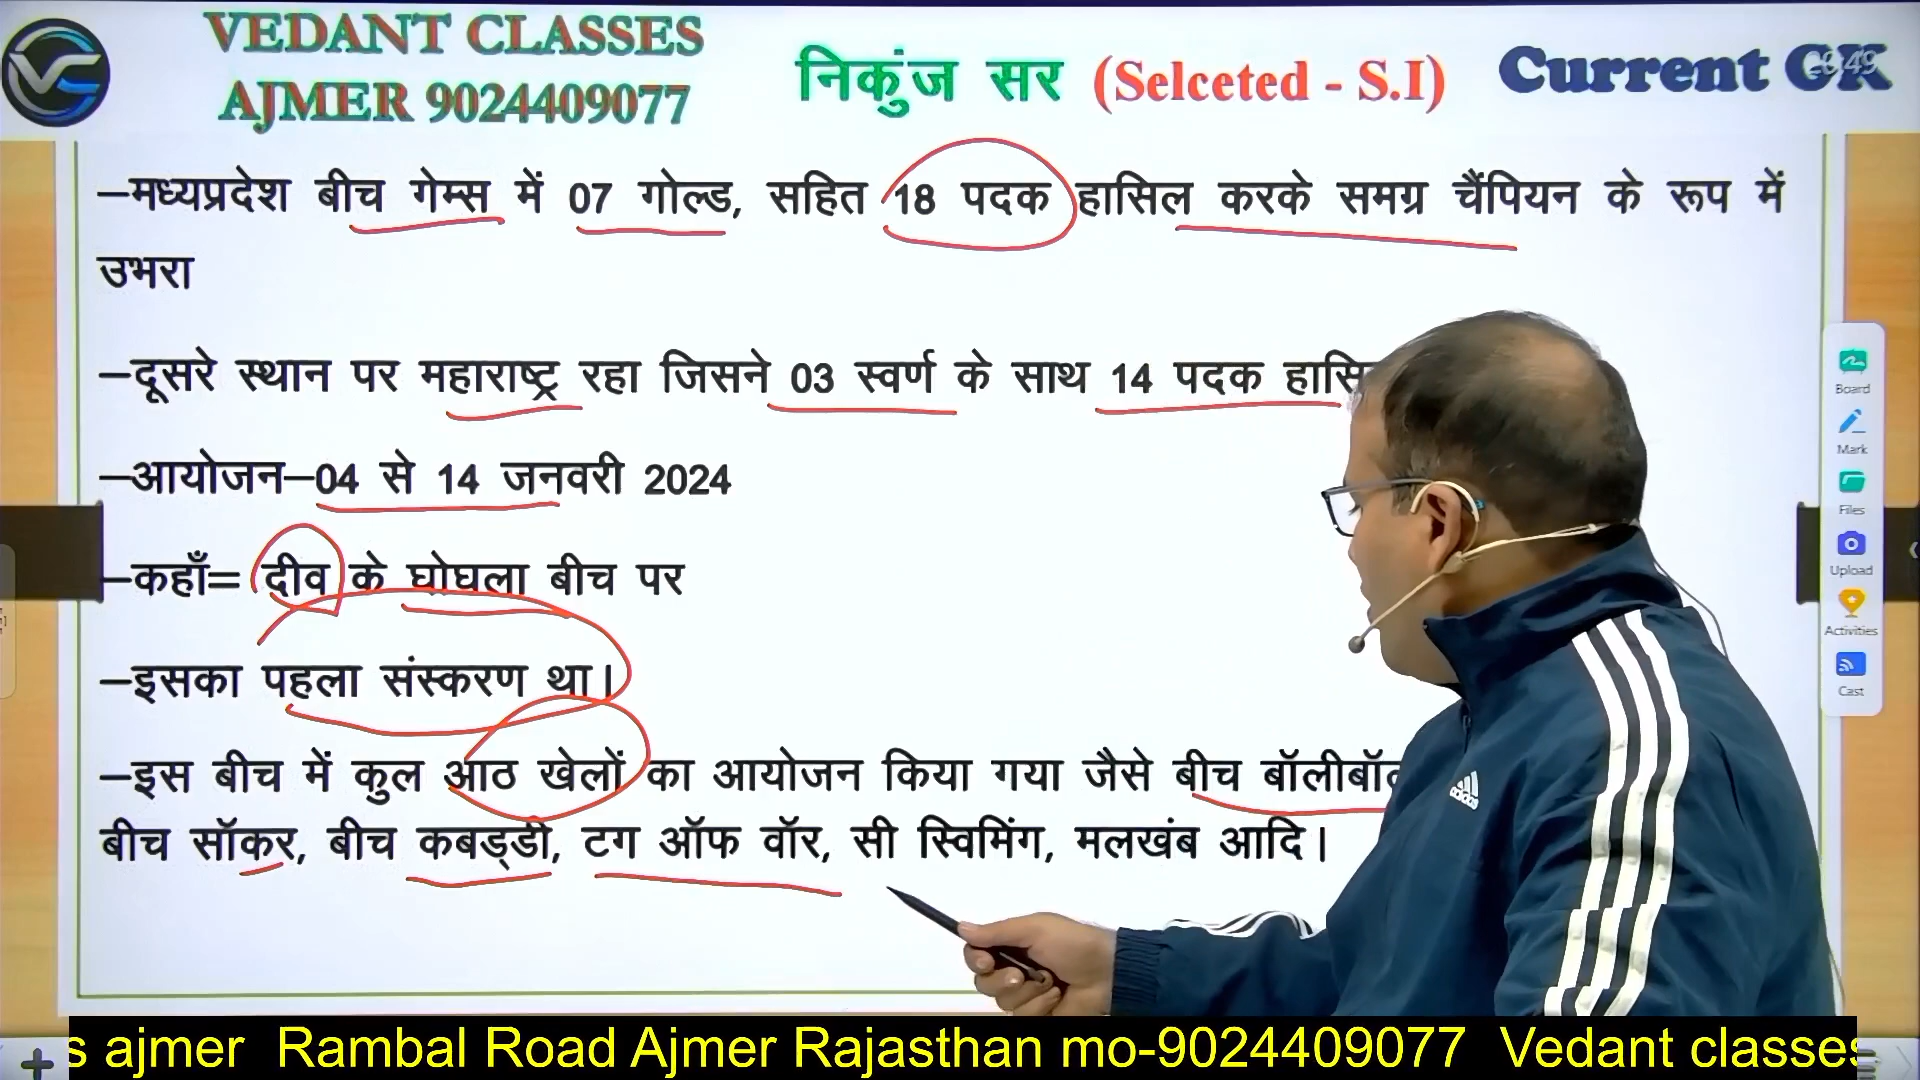 VEDANT CLASSES
AJMER 9024409077
निकुंज सर (Selceted - S.I)
Current GK
–मध्यप्रदेश बीच गेम्स में 07 गोल्ड, सहित 18 पदक हासिल करके समग्र चैंपियन के रूप में
उभरा
–दूसरे स्थान पर महाराष्ट्र रहा जिसने 03 स्वर्ण के साथ 14 पदक
–आयोजन–04 से 14 जनवरी 2024
–कहाँ= दीव के घोघला बीच पर
–इसका पहला संस्करण था।
–इस बीच में कुल आठ खेलों का आयोजन किया गया जैसे बीच
बीच सॉकर, बीच कबड्डी, टग ऑफ वॉर, सी स्विमिंग, मलखंब आदि।
Board
Mark
Files
Upload
Activities
Cast
s ajmer Rambal Road Ajmer Rajasthan mo-9024409077 Vedant classes